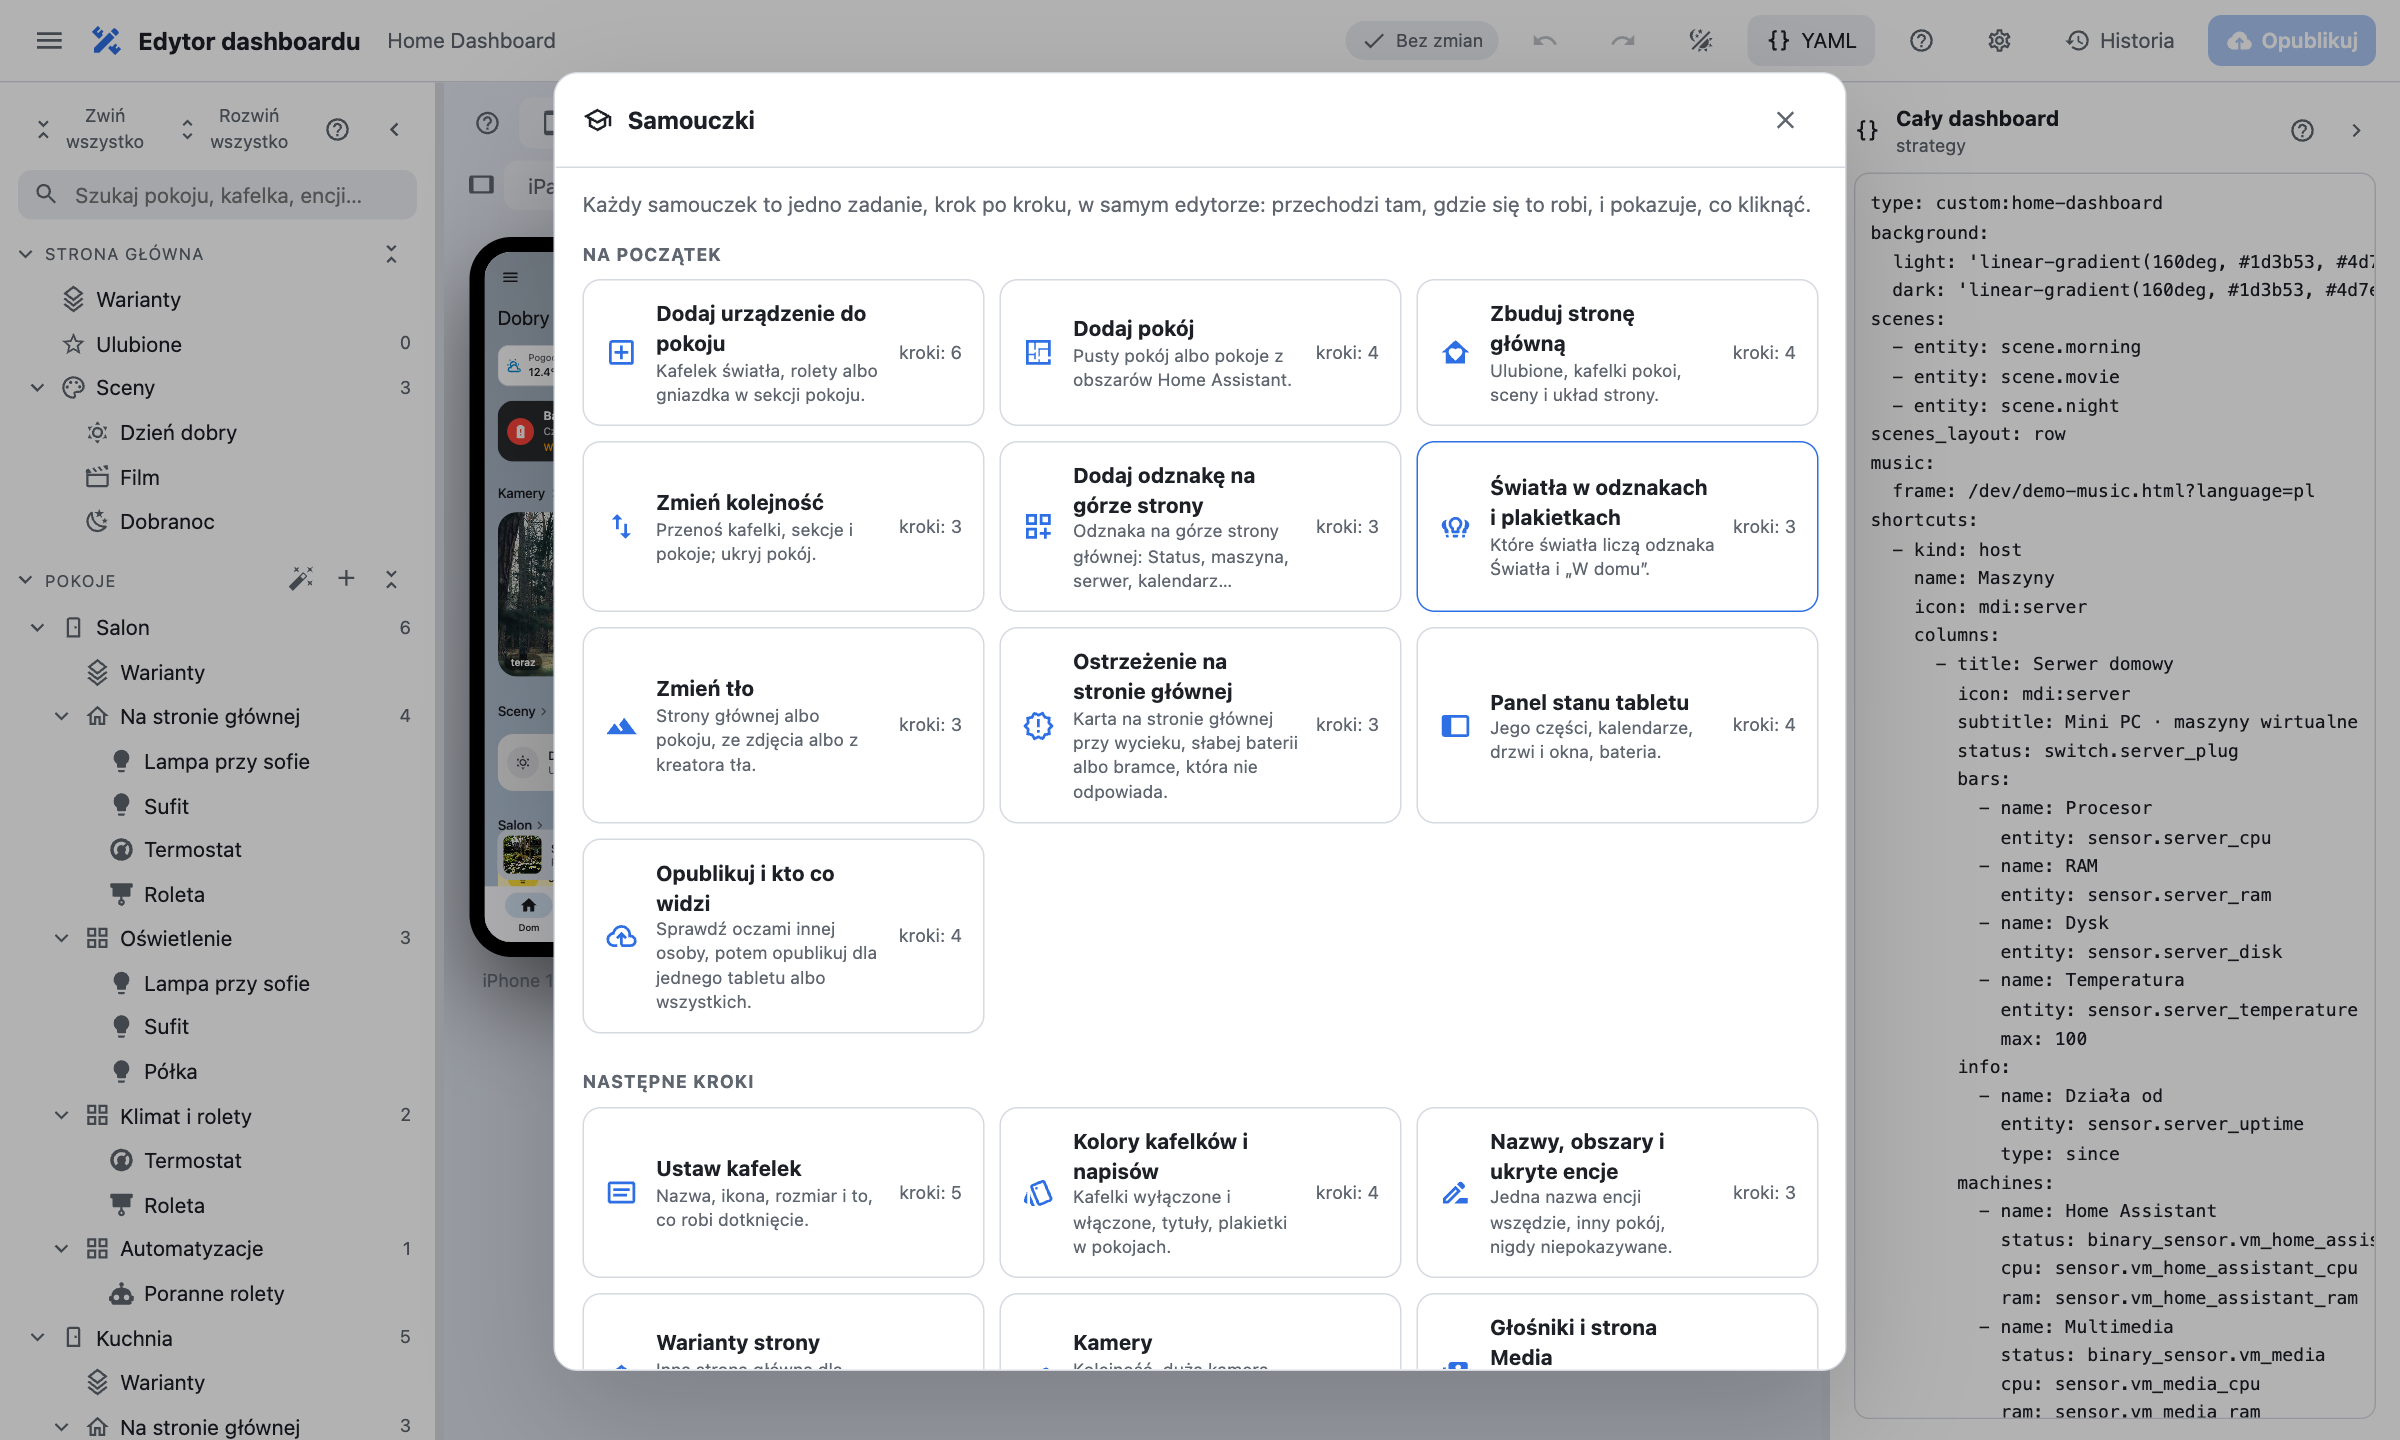 Edytor dashboardu
Home Dashboard
Bez zmian
YAML
Historia
Opublikuj
Zwiń wszystko
Rozwiń wszystko
Szukaj pokoju, kafelka, encji...
STRONA GŁÓWNA
Warianty
Ulubione 0
Sceny 3
Dzień dobry
Film
Dobranoc
POKOJE
Salon 6
Warianty
Na stronie głównej 4
Lampa przy sofie
Sufit
Termostat
Roleta
Oświetlenie 3
Lampa przy sofie
Sufit
Półka
Klimat i rolety 2
Termostat
Roleta
Automatyzacje 1
Poranne rolety
Kuchnia 5
Warianty
Na stronie głównej 3
Dobry
12.4°
Kamery
teraz
Sceny
Salon
Dom
iPhone
Samouczki
Każdy samouczek to jedno zadanie, krok po kroku, w samym edytorze: przechodzi tam, gdzie się to robi, i pokazuje, co kliknąć.
NA POCZĄTEK
Dodaj urządzenie do
pokoju
Kafelek światła, rolety albo
gniazdka w sekcji pokoju.
kroki: 6
Dodaj pokój
Pusty pokój albo pokoje z
obszarów Home Assistant.
kroki: 4
Zbuduj stronę
główną
Ulubione, kafelki pokoi,
sceny i układ strony.
kroki: 4
Zmień kolejność
Przenoś kafelki, sekcje i
pokoje; ukryj pokój.
kroki: 3
Dodaj odznakę na
górze strony
Odznaka na górze strony
głównej: Status, maszyna,
serwer, kalendarz...
kroki: 3
Światła w odznakach
i plakietkach
Które światła liczą odznaka
Światła i „W domu”.
kroki: 3
Zmień tło
Strony głównej albo
pokoju, ze zdjęcia albo z
kreatora tła.
kroki: 3
Ostrzeżenie na
stronie głównej
Karta na stronie głównej
przy wycieku, słabej baterii
albo bramce, która nie
odpowiada.
kroki: 3
Panel stanu tabletu
Jego części, kalendarze,
drzwi i okna, bateria.
kroki: 4
Opublikuj i kto co
widzi
Sprawdź oczami innej
osoby, potem opublikuj dla
jednego tabletu albo
wszystkich.
kroki: 4
NASTĘPNE KROKI
Ustaw kafelek
Nazwa, ikona, rozmiar i to,
co robi dotknięcie.
kroki: 5
Kolory kafelków i
napisów
Kafelki wyłączone i
włączone, tytuły, plakietki
w pokojach.
kroki: 4
Nazwy, obszary i
ukryte encje
Jedna nazwa encji
wszędzie, inny pokój,
nigdy niepokazywane.
kroki: 3
Warianty strony
Kamery
Głośniki i strona
Media
Cały dashboard
strategy
type: custom:home-dashboard
background:
light: 'linear-gradient(160deg, #1d3b53, #4d7
dark: 'linear-gradient(160deg, #1d3b53, #4d7e
scenes:
- entity: scene.morning
- entity: scene.movie
- entity: scene.night
scenes_layout: row
music:
frame: /dev/demo-music.html?language=pl
shortcuts:
- kind: host
name: Maszyny
icon: mdi:server
columns:
- title: Serwer domowy
icon: mdi:server
subtitle: Mini PC · maszyny wirtualne
status: switch.server_plug
bars:
- name: Procesor
entity: sensor.server_cpu
- name: RAM
entity: sensor.server_ram
- name: Dysk
entity: sensor.server_disk
- name: Temperatura
entity: sensor.server_temperature
max: 100
info:
- name: Działa od
entity: sensor.server_uptime
type: since
machines:
- name: Home Assistant
status: binary_sensor.vm_home_assis
cpu: sensor.vm_home_assistant_cpu
ram: sensor.vm_home_assistant_ram
- name: Multimedia
status: binary_sensor.vm_media
cpu: sensor.vm_media_cpu
ram: sensor.vm_media_ram